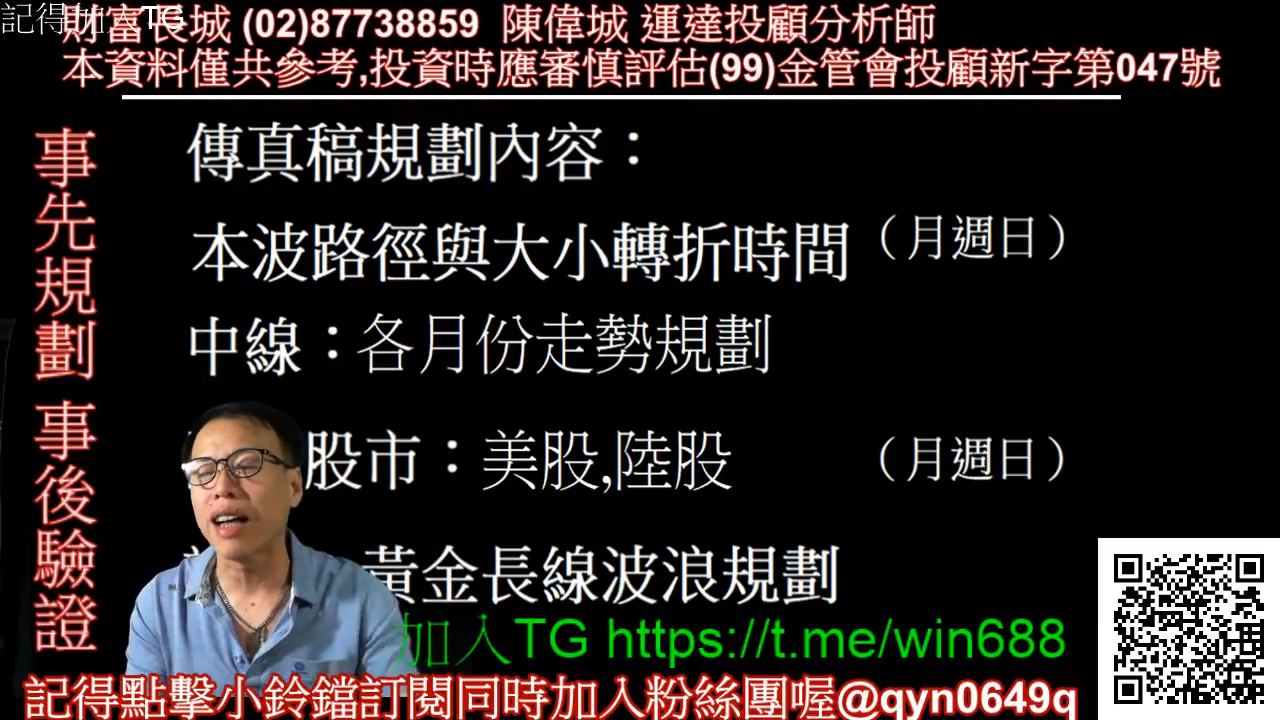 記得加入TG
財富長城 (02)87738859 陳偉城 運達投顧分析師
本資料僅共參考,投資時應審慎評估(99)金管會投顧新字第047號
事先規劃 事後驗證
傳真稿規劃內容：
本波路徑與大小轉折時間 （月週日）
中線：各月份走勢規劃
股市：美股,陸股 （月週日）
黃金長線波浪規劃
加入TG https://t.me/win688
記得點擊小鈴鐺訂閱同時加入粉絲團喔@qyn0649q